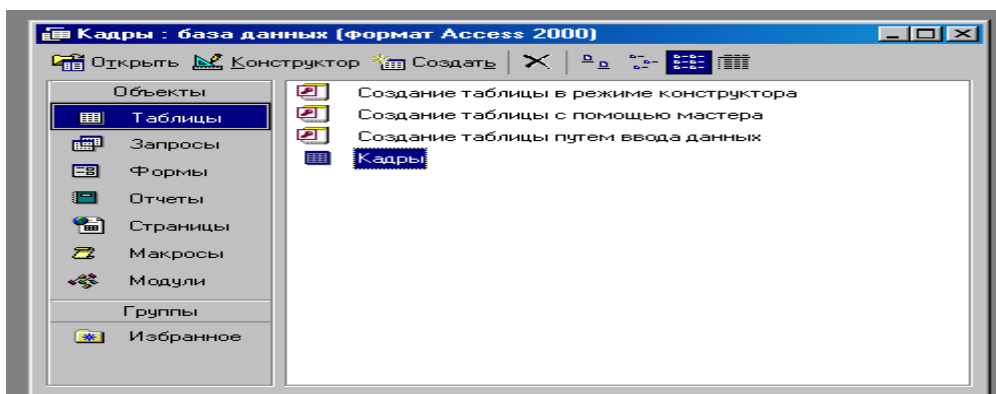 Кадры : база данных (формат Access 2000)
Открыть Конструктор Создать
Объекты
Таблицы
Запросы
Формы
Отчеты
Страницы
Макросы
Модули
Группы
Избранное
Создание таблицы в режиме конструктора
Создание таблицы с помощью мастера
Создание таблицы путем ввода данных
Кадры